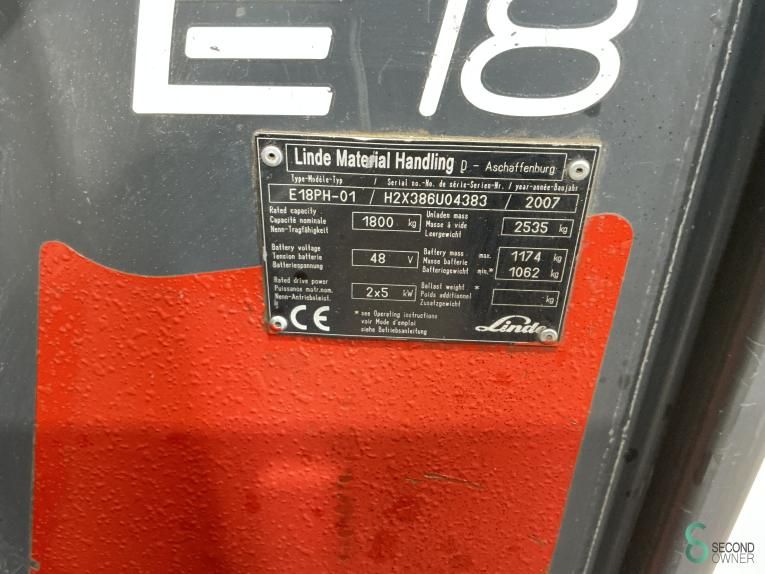 E18
Linde Material Handling D - Aschaffenburg
Type-Modèle-Typ / Serial no.-No. de série-Serien-Nr. / year-année-Baujahr
E18PH-01 / H2X386U04383 / 2007
Rated capacity
Capacité nominale
Nenn-Tragfähigkeit
1800 kg
Unladen mass
Masse à vide
Leergewicht
2535 kg
Battery voltage
Tension batterie
Batteriespannung
48 V
Battery mass max.
Masse batterie
Batteriegewicht min.*
1174 kg
1062 kg
Rated drive power
Puissance motr.nom.
Nenn-Antriebsleist.
2x5 kW
Ballast weight *
Poids additionnel
Zusatzgewicht
kg
CE
* see Operating instructions
voir Mode d'emploi
siehe Betriebsanleitung
Linde
SECOND
OWNER